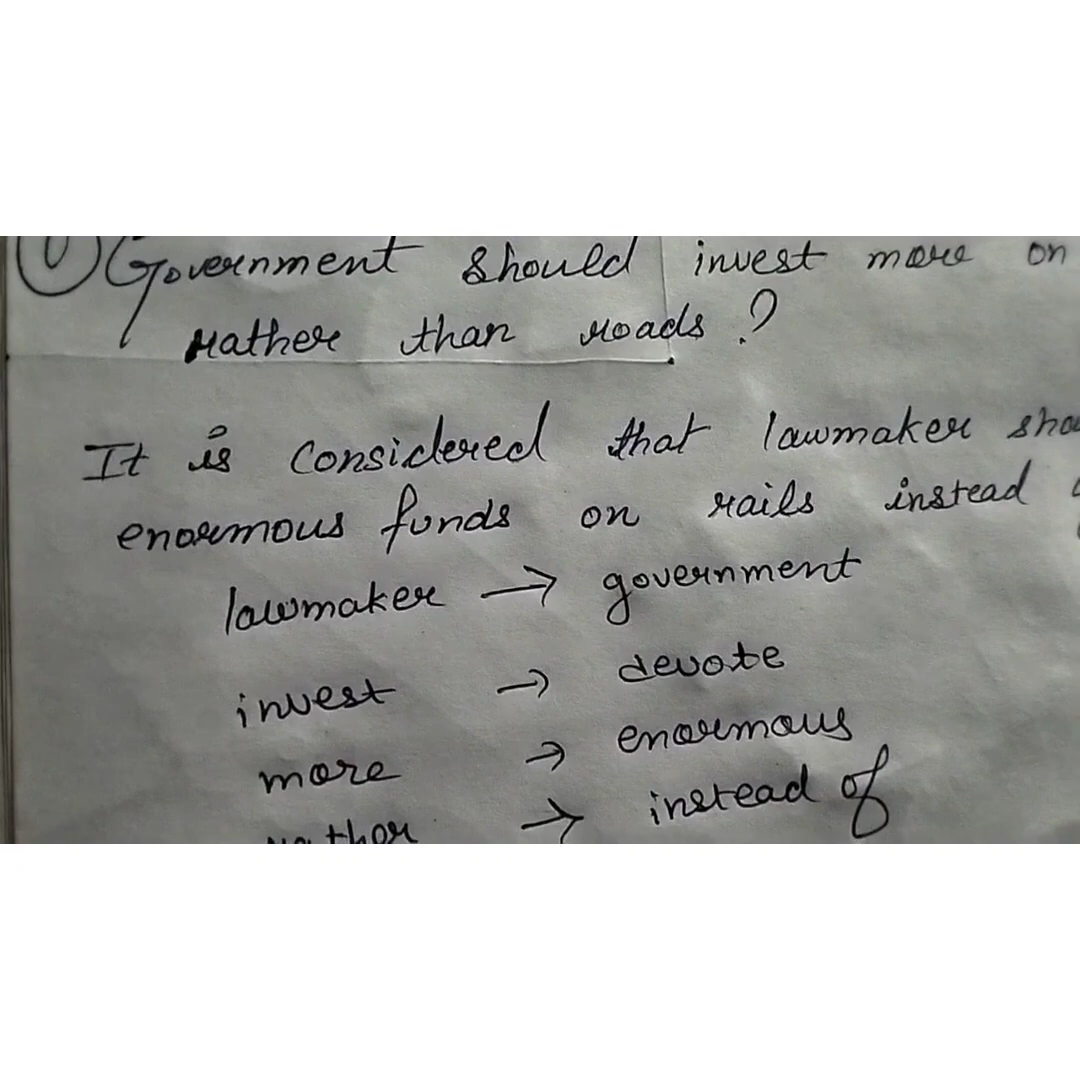 Government should invest more on
rather than roads ?
It is considered that lawmaker
enormous funds on rails instead
lawmaker → government
invest → devote
more → enormous
rather → instead of